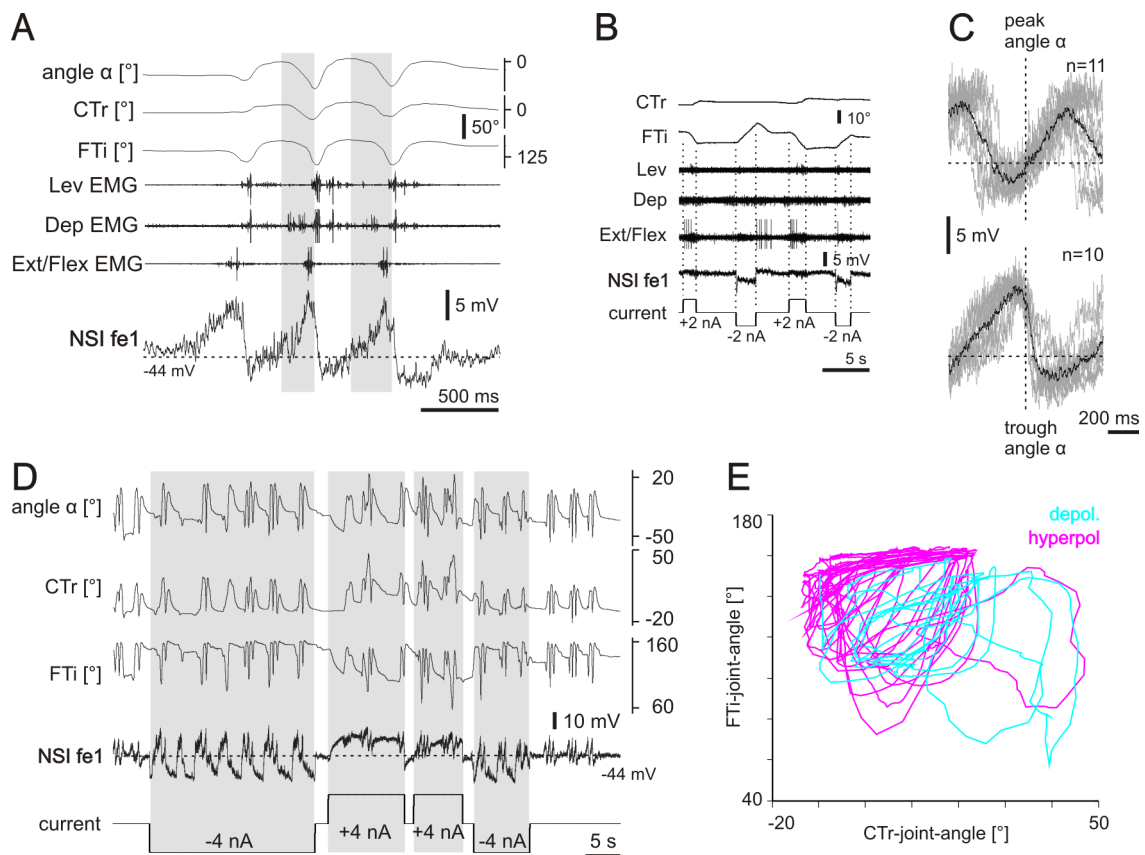 A
angle α [°]
0
CTr [°]
0
50°
FTi [°]
125
Lev EMG
Dep EMG
Ext/Flex EMG
5 mV
NSI fe1
-44 mV
500 ms
B
CTr
10°
FTi
Lev
Dep
Ext/Flex
5 mV
NSI fe1
current
+2 nA
-2 nA
+2 nA
-2 nA
5 s
C
peak
angle α
n=11
5 mV
n=10
200 ms
trough
angle α
D
angle α [°]
20
-50
CTr [°]
50
-20
FTi [°]
160
60
10 mV
NSI fe1
-44 mV
current
-4 nA
+4 nA
+4 nA
-4 nA
5 s
E
180
depol.
hyperpol
FTi-joint-angle [°]
40
-20
50
CTr-joint-angle [°]